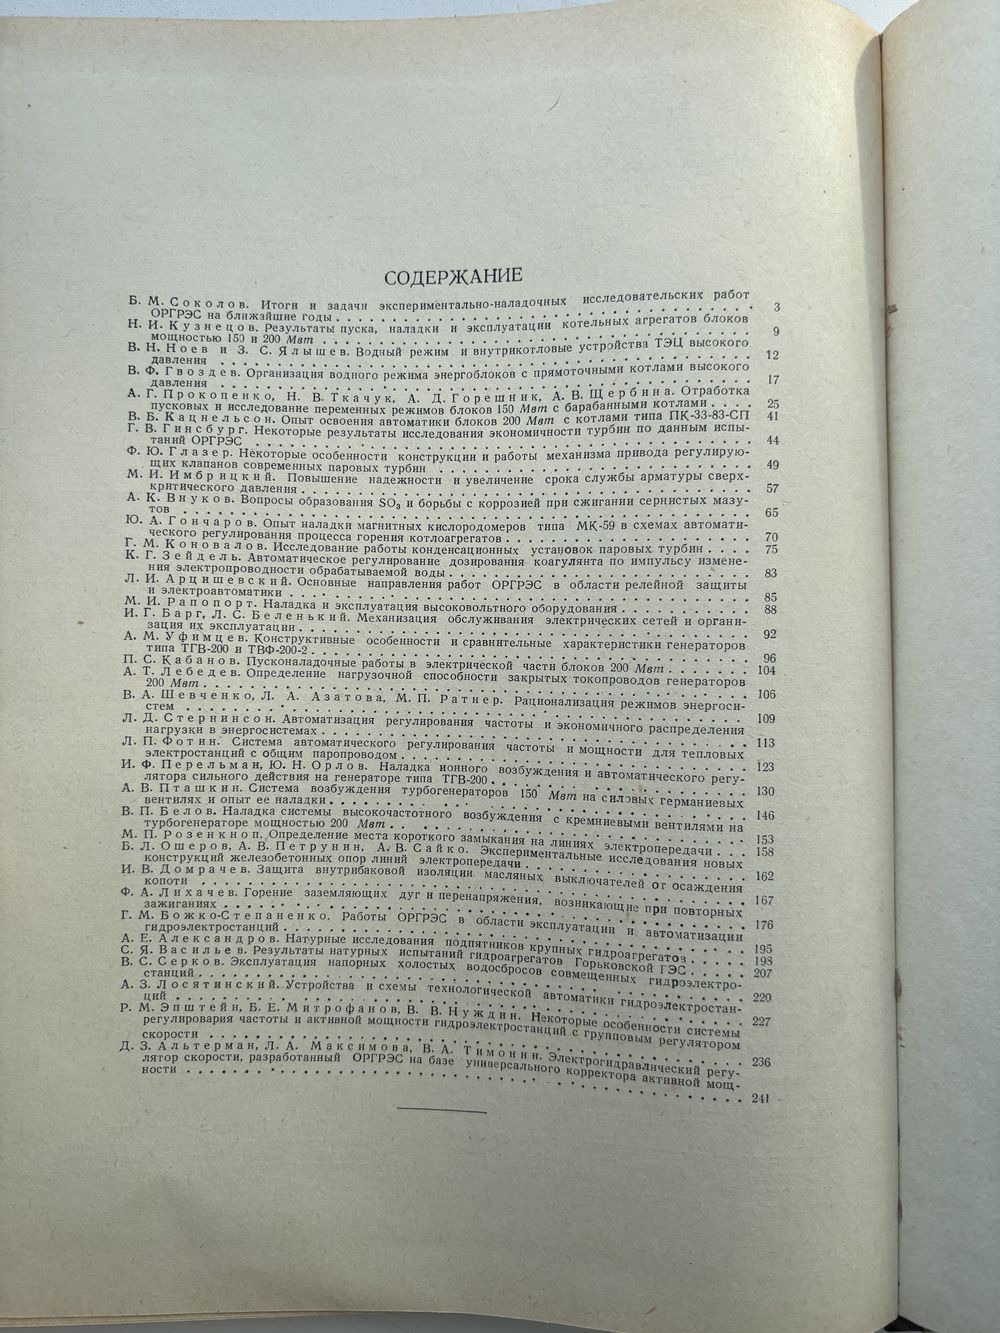 СОДЕРЖАНИЕ
Б. М. Соколов. Итоги и задачи экспериментально-наладочных исследовательских работ
ОРГРЭС на ближайшие годы . . . 3
Н. И. Кузнецов. Результаты пуска, наладки и эксплуатации котельных агрегатов блоков
мощностью 150 и 200 Мвт . . . 9
В. Н. Ноев и З. С. Ялышев. Водный режим и внутрикотловые устройства ТЭЦ высокого
давления . . . 12
В. Ф. Гвоздев. Организация водного режима энергоблоков с прямоточными котлами высокого
давления . . . 17
А. Г. Прокопенко, Н. В. Ткачук, А. Д. Горешник, А. В. Щербина. Отработка
пусковых и исследование переменных режимов блоков 150 Мвт с барабанными котлами . . . 25
В. Б. Кацнельсон. Опыт освоения автоматики блоков 200 Мвт с котлами типа ПК-33-83-СП 41
Г. В. Гинсбург. Некоторые результаты исследования экономичности турбин по данным испы-
таний ОРГРЭС . . . 44
Ф. Ю. Глазер. Некоторые особенности конструкции и работы механизма привода регулирую-
щих клапанов современных паровых турбин . . . 49
М. И. Имбрицкий. Повышение надежности и увеличение срока службы арматуры сверх-
критического давления . . . 57
А. К. Внуков. Вопросы образования SO₃ и борьбы с коррозией при сжигании сернистых мазу-
тов . . . 65
Ю. А. Гончаров. Опыт наладки магнитных кислородомеров типа МК-59 в схемах автомати-
ческого регулирования процесса горения котлоагрегатов . . . 70
Г. М. Коновалов. Исследование работы конденсационных установок паровых турбин . . . 75
К. Г. Зейдель. Автоматическое регулирование дозирования коагулянта по импульсу измене-
ния электропроводности обрабатываемой воды . . . 83
Л. И. Арцишевский. Основные направления работ ОРГРЭС в области релейной защиты
и электроавтоматики . . . 85
М. И. Рапопорт. Наладка и эксплуатация высоковольтного оборудования . . . 88
И. Г. Барг, Л. С. Беленький. Механизация обслуживания электрических сетей и органи-
зация их эксплуатации . . . 92
А. М. Уфимцев. Конструктивные особенности и сравнительные характеристики генераторов
типа ТГВ-200 и ТВФ-200-2 . . . 96
П. С. Кабанов. Пусконаладочные работы в электрической части блоков 200 Мвт . . . 104
А. Т. Лебедев. Определение нагрузочной способности закрытых токопроводов генераторов
200 Мвт . . . 106
В. А. Шевченко, Л. А. Азатова, М. П. Ратнер. Рационализация режимов энергоси-
стем . . . 109
Л. Д. Стернинсон. Автоматизация регулирования частоты и экономичного распределения
нагрузки в энергосистемах . . . 113
Л. П. Фотин. Система автоматического регулирования частоты и мощности для тепловых
электростанций с общим паропроводом . . . 123
И. Ф. Перельман, Ю. Н. Орлов. Наладка ионного возбуждения и автоматического регу-
лятора сильного действия на генераторе типа ТГВ-200 . . . 130
А. В. Пташкин. Система возбуждения турбогенераторов 150 Мвт на силовых германиевых
вентилях и опыт ее наладки . . . 146
В. П. Белов. Наладка системы высокочастотного возбуждения с кремниевыми вентилями на
турбогенераторе мощностью 200 Мвт . . . 153
М. П. Розенкноп. Определение места короткого замыкания на линиях электропередачи . . . 158
Б. Л. Ошеров, А. В. Петрунин, А. В. Сайко. Экспериментальные исследования новых
конструкций железобетонных опор линий электропередачи . . . 162
И. В. Домрачев. Защита внутрибаковой изоляции масляных выключателей от осаждения
копоти . . . 167
Ф. А. Лихачев. Горение заземляющих дуг и перенапряжения, возникающие при повторных
зажиганиях . . . 176
Г. М. Божко-Степаненко. Работы ОРГРЭС в области эксплуатации и автоматизации
гидроэлектростанций . . . 195
А. Е. Александров. Натурные исследования подпятников крупных гидроагрегатов . . . 198
С. Я. Васильев. Результаты натурных испытаний гидроагрегатов Горьковской ГЭС . . . 207
В. С. Серков. Эксплуатация напорных холостых водосбросов совмещенных гидроэлектро-
станций . . . 220
А. З. Лосятинский. Устройства и схемы технологической автоматики гидроэлектростан-
ций . . . 227
Р. М. Эпштейн, Б. Е. Митрофанов, В. В. Нуждин. Некоторые особенности системы
регулирования частоты и активной мощности гидроэлектростанций с групповым регулятором
скорости . . . 236
Д. З. Альтерман, Л. А. Максимова, В. А. Тимонин. Электрогидравлический регу-
лятор скорости, разработанный ОРГРЭС на базе универсального корректора активной мощ-
ности . . . 241